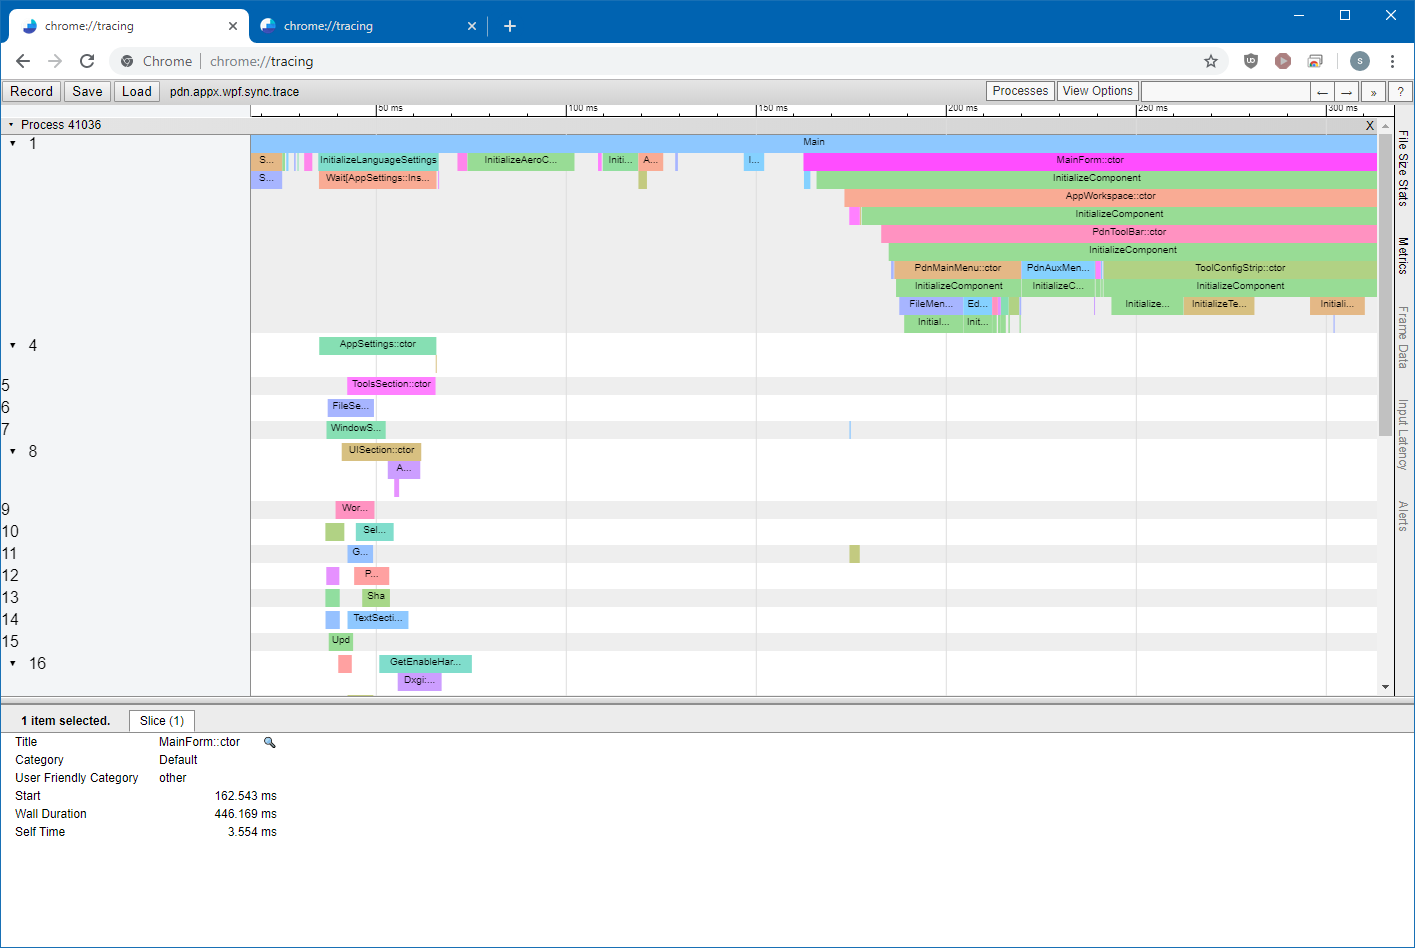 chrome://tracing
chrome://tracing
Chrome chrome://tracing
Record Save Load pdn.appx.wpf.sync.trace Processes View Options ← → » ?
50 ms 100 ms 150 ms 200 ms 250 ms 300 ms
Process 41036 X
1 Main
S... InitializeLanguageSettings InitializeAeroC... Initi... A... I... MainForm::ctor
S... Wait[AppSettings::Ins... InitializeComponent
AppWorkspace::ctor
InitializeComponent
PdnToolBar::ctor
InitializeComponent
PdnMainMenu::ctor PdnAuxMen... ToolConfigStrip::ctor
InitializeComponent InitializeC... InitializeComponent
FileMen... Ed... Initialize... InitializeTe... Initiali...
Initial... Init...
4 AppSettings::ctor
5 ToolsSection::ctor
6 FileSe...
7 WindowS...
8 UISection::ctor
A...
9 Wor...
10 Sel...
11 G...
12 P...
13 Sha
14 TextSecti...
15 Upd
16 GetEnableHar...
Dxgi:...
File Size Stats
Metrics
Frame Data
Input Latency
Alerts
1 item selected. Slice (1)
Title MainForm::ctor
Category Default
User Friendly Category other
Start 162.543 ms
Wall Duration 446.169 ms
Self Time 3.554 ms